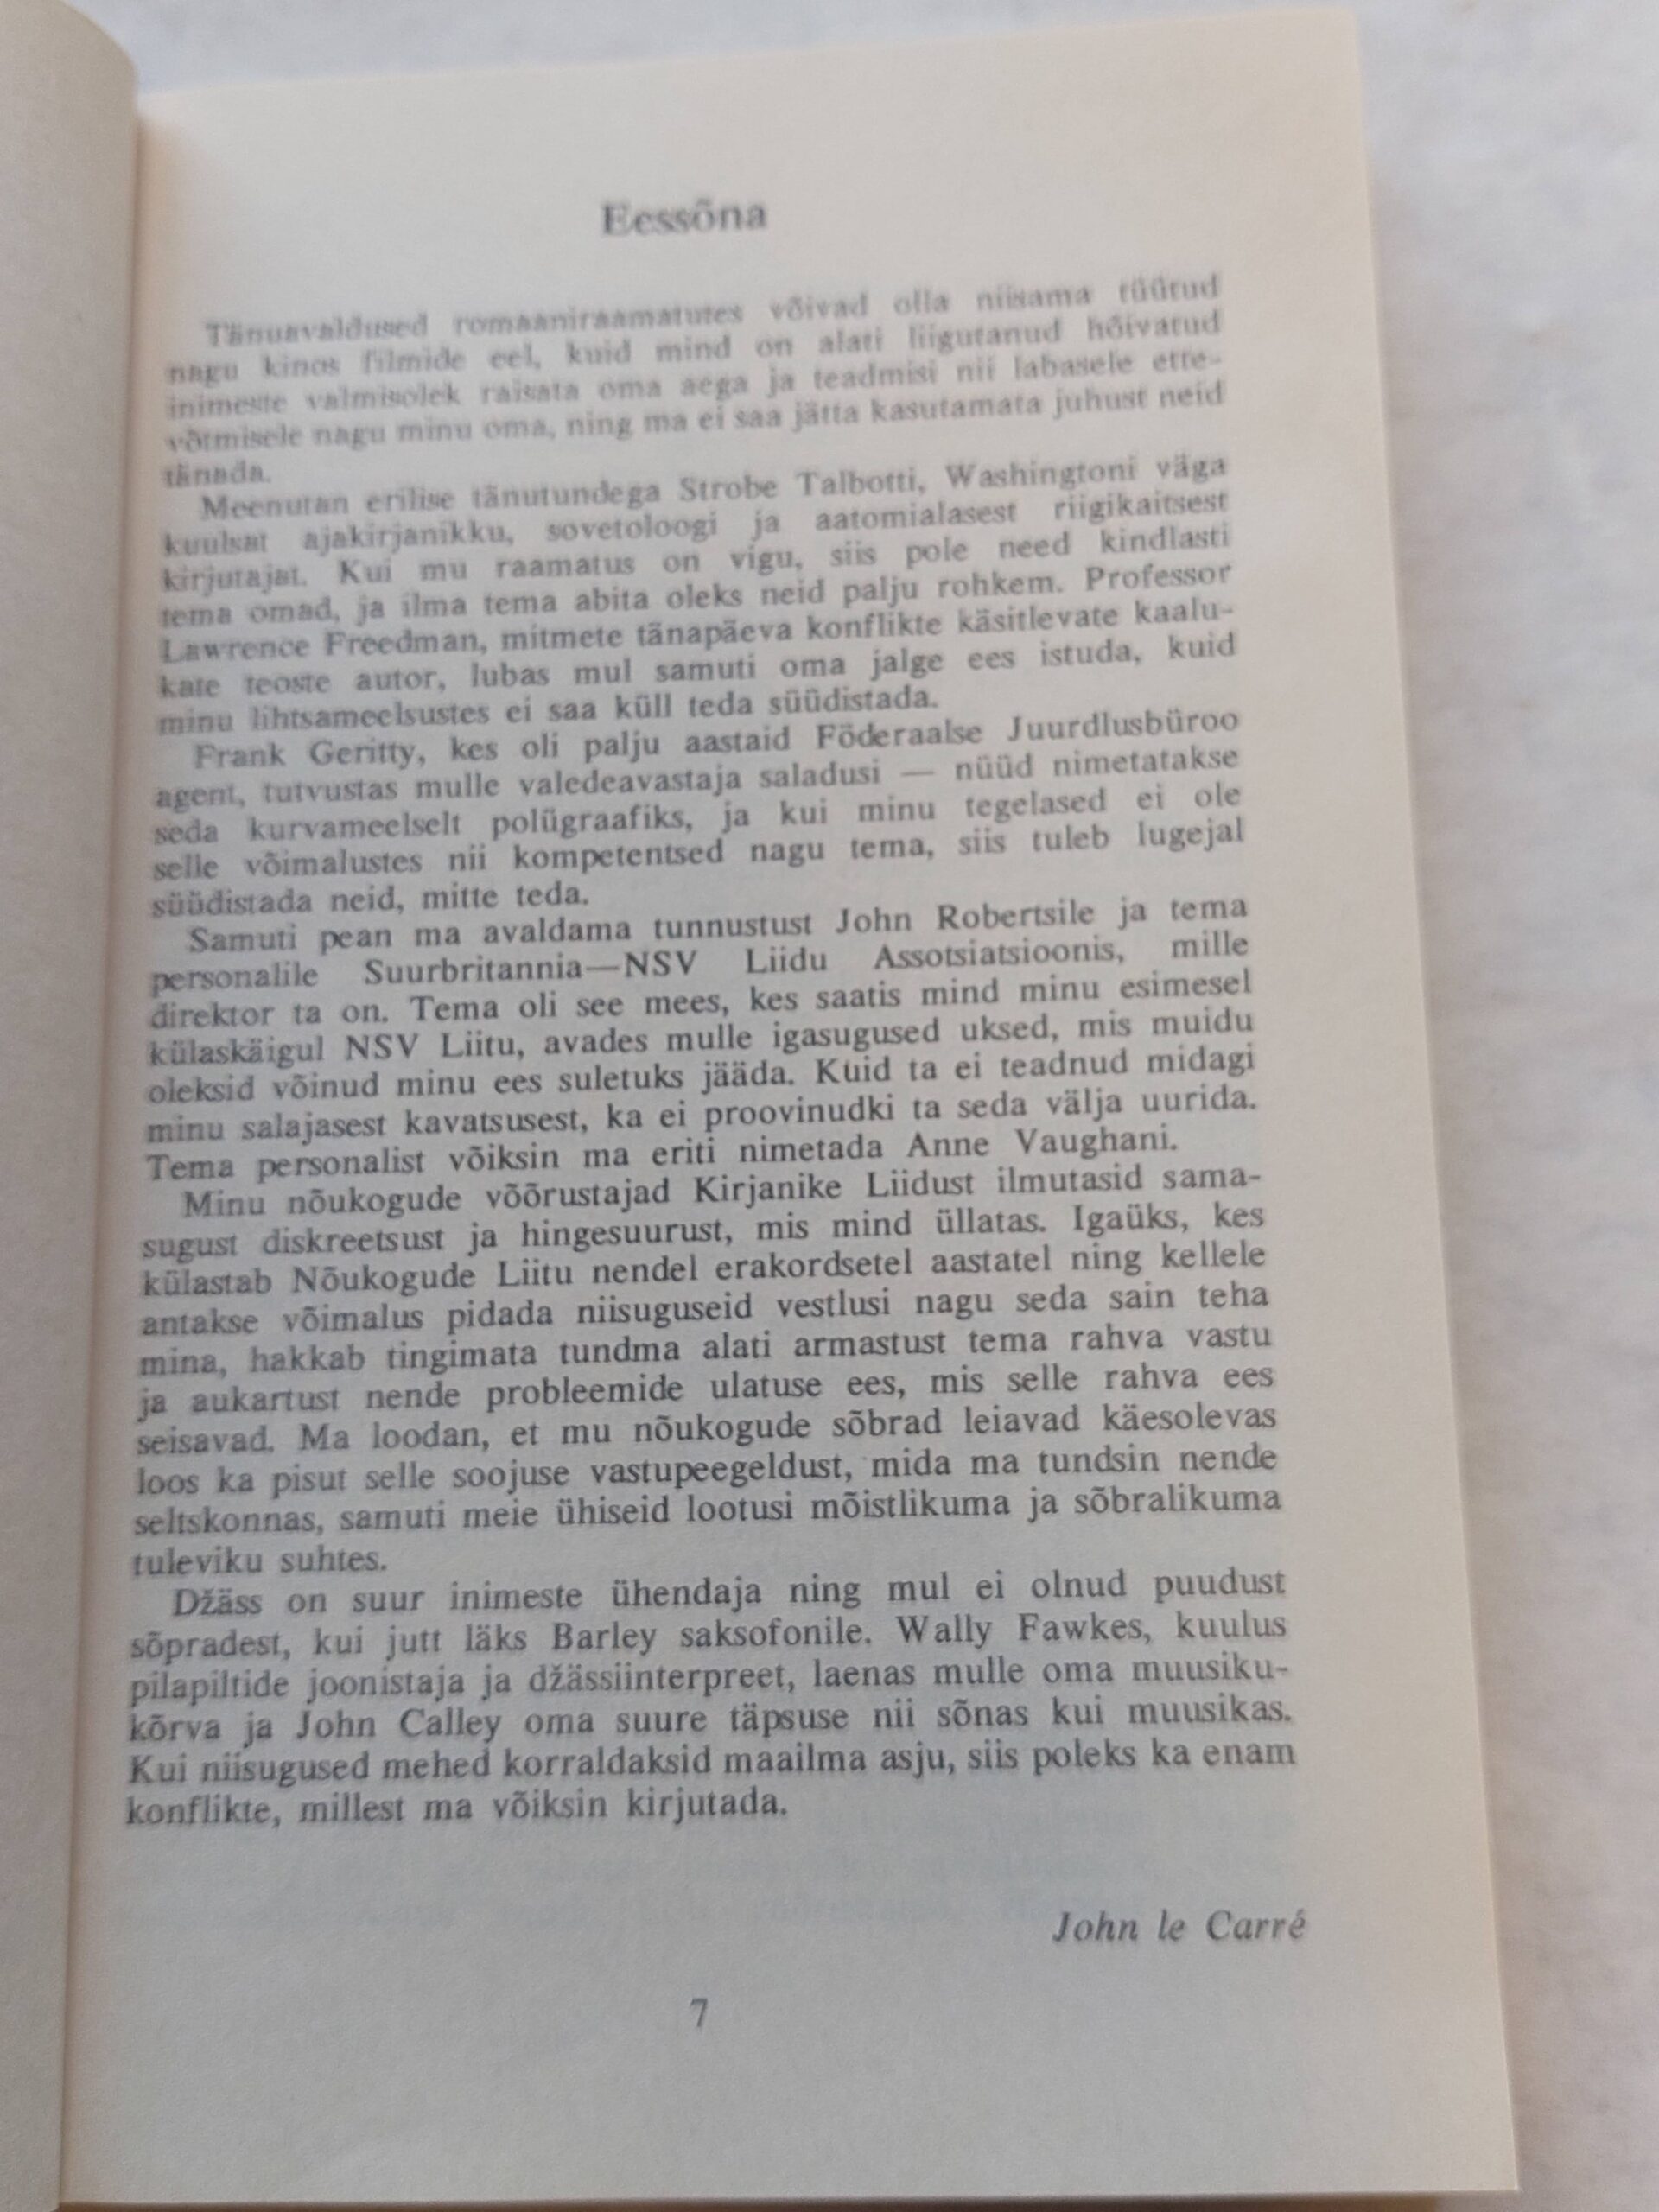 Eessõna
Tänuavaldused romaaniraamatutes võivad olla niisama tüütud
nagu kinos filmide eel, kuid mind on alati liigutanud hõivatud
inimeste valmisolek raisata oma aega ja teadmisi nii labasele ette-
võtmisele nagu minu oma, ning ma ei saa jätta kasutamata juhust neid
tänada.
Meenutan erilise tänutundega Strobe Talbotti, Washingtoni väga
kuulsat ajakirjanikku, sovetoloogi ja aatomialasest riigikaitsest
kirjutajat. Kui mu raamatus on vigu, siis pole need kindlasti
tema omad, ja ilma tema abita oleks neid palju rohkem. Professor
Lawrence Freedman, mitmete tänapäeva konflikte käsitlevate kaalu-
kate teoste autor, lubas mul samuti oma jalge ees istuda, kuid
minu lihtsameelsustes ei saa küll teda süüdistada.
Frank Geritty, kes oli palju aastaid Föderaalse Juurdlusbüroo
agent, tutvustas mulle valedeavastaja saladusi — nüüd nimetatakse
seda kurvameelselt polügraafiks, ja kui minu tegelased ei ole
selle võimalustes nii kompetentsed nagu tema, siis tuleb lugejal
süüdistada neid, mitte teda.
Samuti pean ma avaldama tunnustust John Robertsile ja tema
personalile Suurbritannia—NSV Liidu Assotsiatsioonis, mille
direktor ta on. Tema oli see mees, kes saatis mind minu esimesel
külaskäigul NSV Liitu, avades mulle igasugused uksed, mis muidu
oleksid võinud minu ees suletuks jääda. Kuid ta ei teadnud midagi
minu salajasest kavatsusest, ka ei proovinudki ta seda välja uurida.
Tema personalist võiksin ma eriti nimetada Anne Vaughani.
Minu nõukogude võõrustajad Kirjanike Liidust ilmutasid sama-
sugust diskreetsust ja hingesuurust, mis mind üllatas. Igaüks, kes
külastab Nõukogude Liitu nendel erakordsetel aastatel ning kellele
antakse võimalus pidada niisuguseid vestlusi nagu seda sain teha
mina, hakkab tingimata tundma alati armastust tema rahva vastu
ja aukartust nende probleemide ulatuse ees, mis selle rahva ees
seisavad. Ma loodan, et mu nõukogude sõbrad leiavad käesolevas
loos ka pisut selle soojuse vastupeegeldust, mida ma tundsin nende
seltskonnas, samuti meie ühiseid lootusi mõistlikuma ja sõbralikuma
tuleviku suhtes.
Džäss on suur inimeste ühendaja ning mul ei olnud puudust
sõpradest, kui jutt läks Barley saksofonile. Wally Fawkes, kuulus
pilapiltide joonistaja ja džässiinterpreet, laenas mulle oma muusiku-
kõrva ja John Calley oma suure täpsuse nii sõnas kui muusikas.
Kui niisugused mehed korraldaksid maailma asju, siis poleks ka enam
konflikte, millest ma võiksin kirjutada.
John le Carré
7